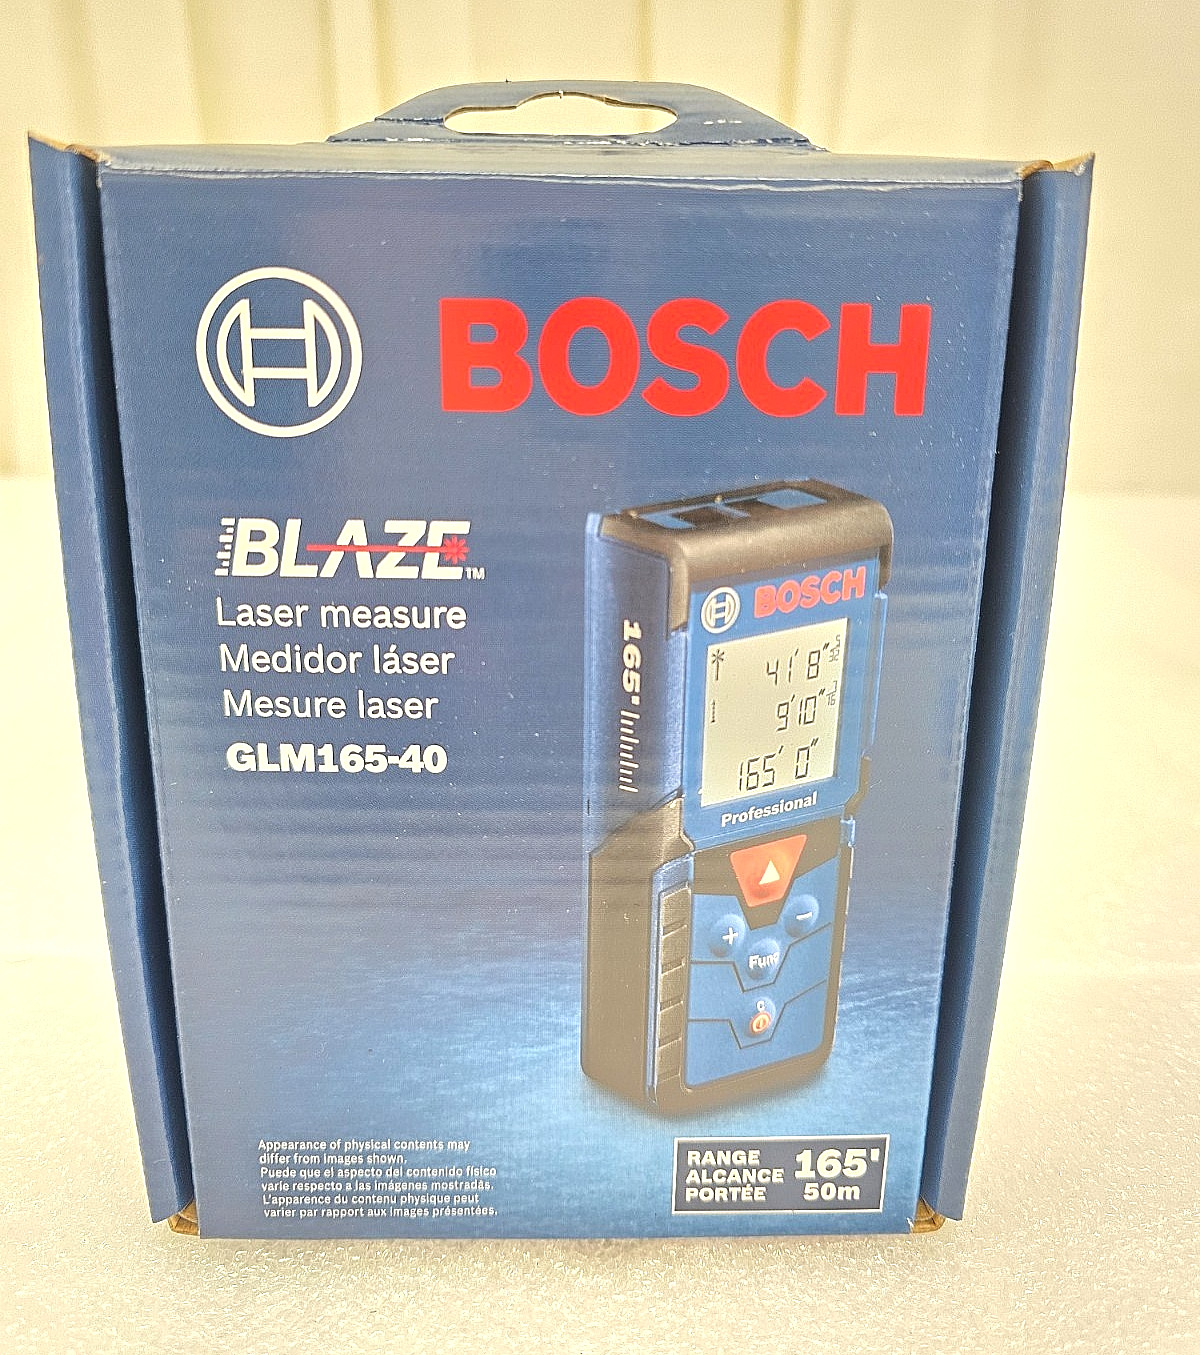 BOSCH
BLAZE™
Laser measure
Medidor láser
Mesure laser
GLM165-40
165'
BOSCH
41' 8"
9'10"
165' 0"
Professional
+
−
Func
C
Appearance of physical contents may
differ from images shown.
Puede que el aspecto del contenido físico
varíe respecto a las imágenes mostradas.
L'apparence du contenu physique peut
varier par rapport aux images présentées.
RANGE
ALCANCE
PORTÉE
165'
50m